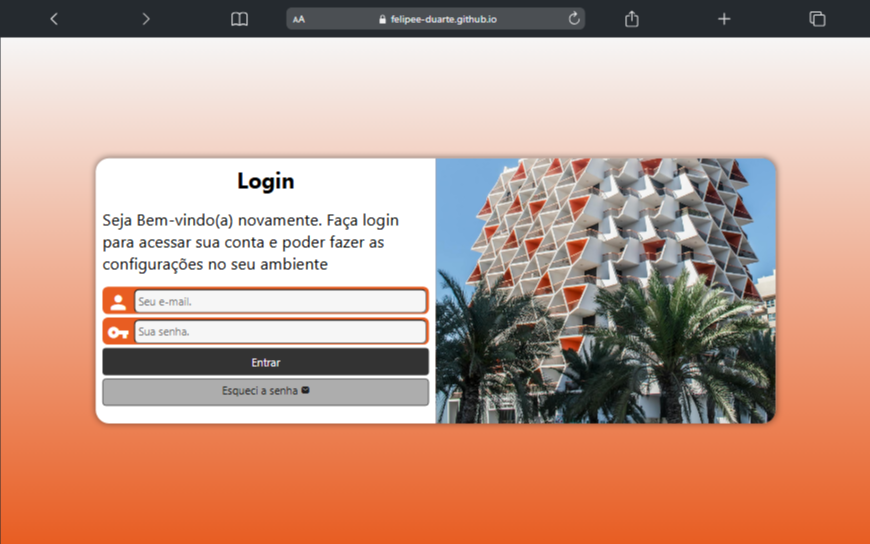 AA
felipee-duarte.github.io
Login
Seja Bem-vindo(a) novamente. Faça login
para acessar sua conta e poder fazer as
configurações no seu ambiente
Seu e-mail.
Sua senha.
Entrar
Esqueci a senha